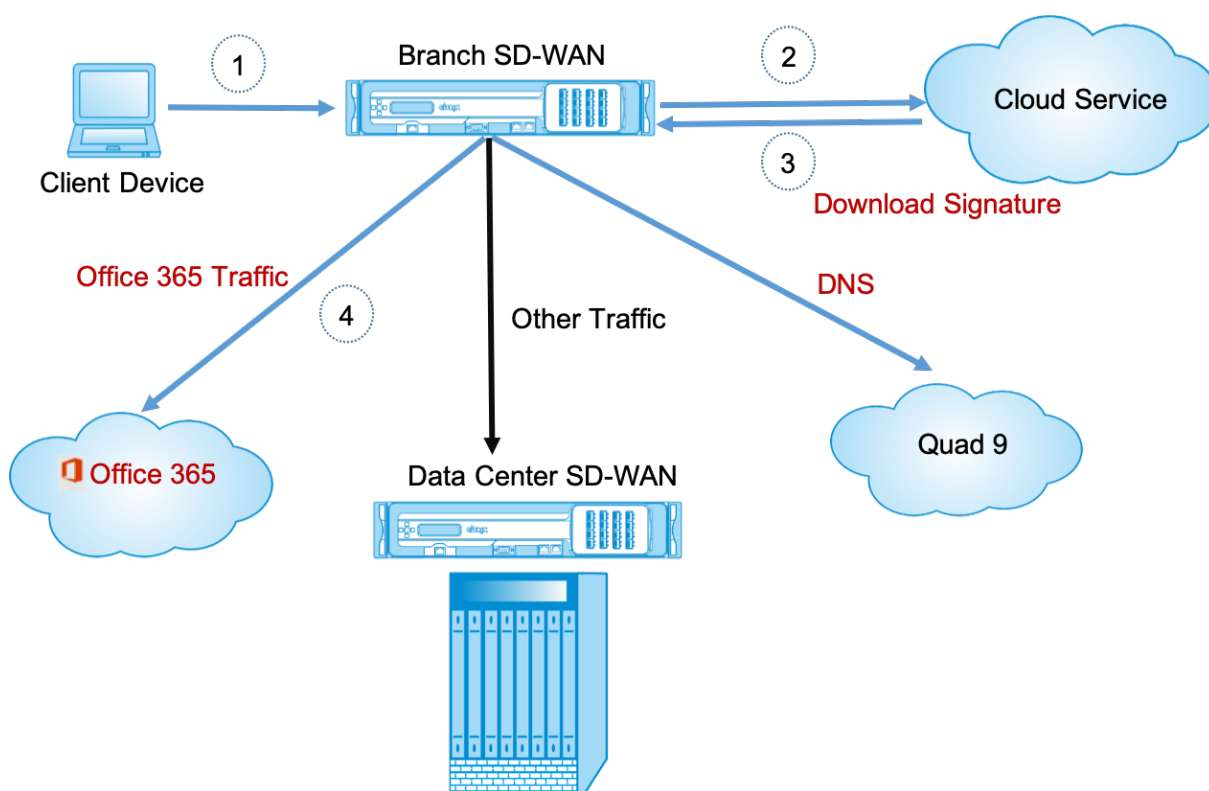 1
Branch SD-WAN
2
Cloud Service
Client Device
3
Download Signature
Office 365 Traffic
4
Other Traffic
DNS
Office 365
Quad 9
Data Center SD-WAN